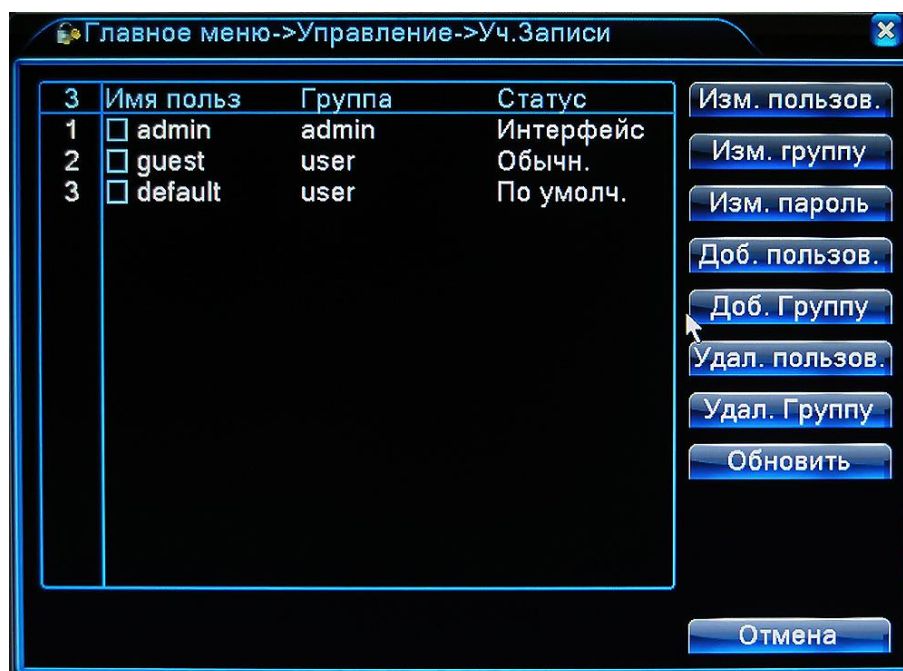 Главное меню->Управление->Уч.Записи
3 Имя польз Группа Статус
1 admin admin Интерфейс
2 guest user Обычн.
3 default user По умолч.
Изм. пользов.
Изм. группу
Изм. пароль
Доб. пользов.
Доб. Группу
Удал. пользов.
Удал. Группу
Обновить
Отмена